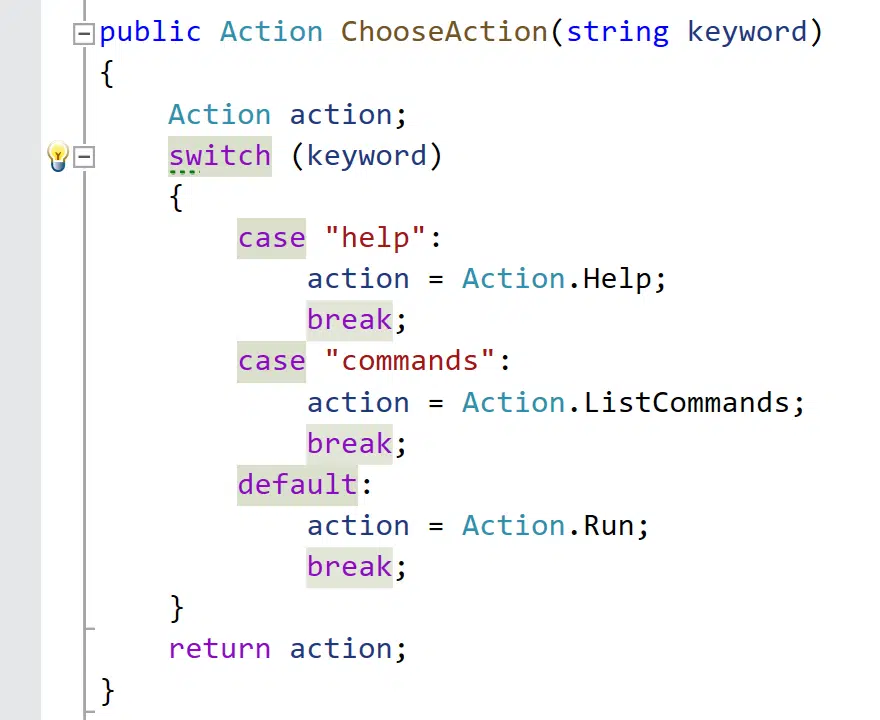 public Action ChooseAction(string keyword)
{
    Action action;
    switch (keyword)
    {
        case "help":
            action = Action.Help;
            break;
        case "commands":
            action = Action.ListCommands;
            break;
        default:
            action = Action.Run;
            break;
    }
    return action;
}